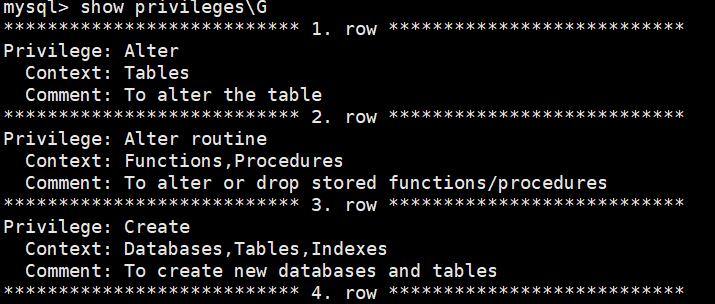 mysql> show privileges\G
*************************** 1. row ***************************
Privilege: Alter
  Context: Tables
  Comment: To alter the table
*************************** 2. row ***************************
Privilege: Alter routine
  Context: Functions,Procedures
  Comment: To alter or drop stored functions/procedures
*************************** 3. row ***************************
Privilege: Create
  Context: Databases,Tables,Indexes
  Comment: To create new databases and tables
*************************** 4. row ***************************